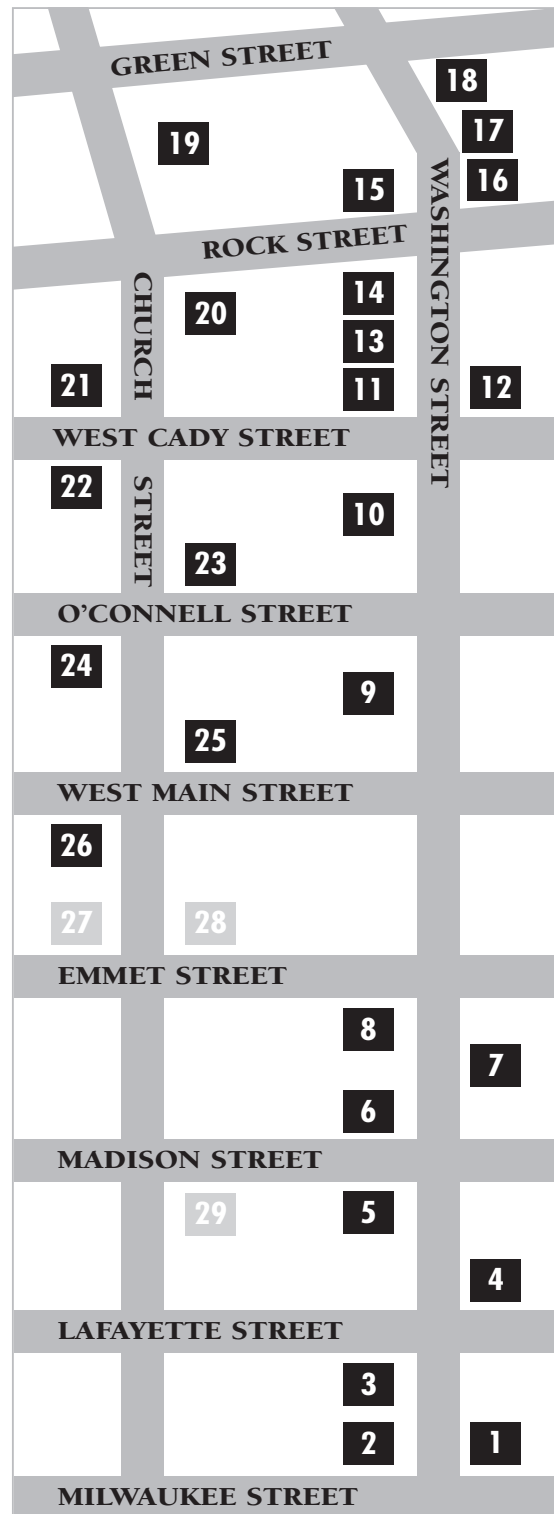 GREEN STREET
18
17
19
16
15
WASHINGTON STREET
ROCK STREET
CHURCH
14
20
13
21
11
12
WEST CADY STREET
22
STREET
10
23
O'CONNELL STREET
24
9
25
WEST MAIN STREET
26
27
28
EMMET STREET
8
7
6
MADISON STREET
29
5
4
LAFAYETTE STREET
3
2
1
MILWAUKEE STREET